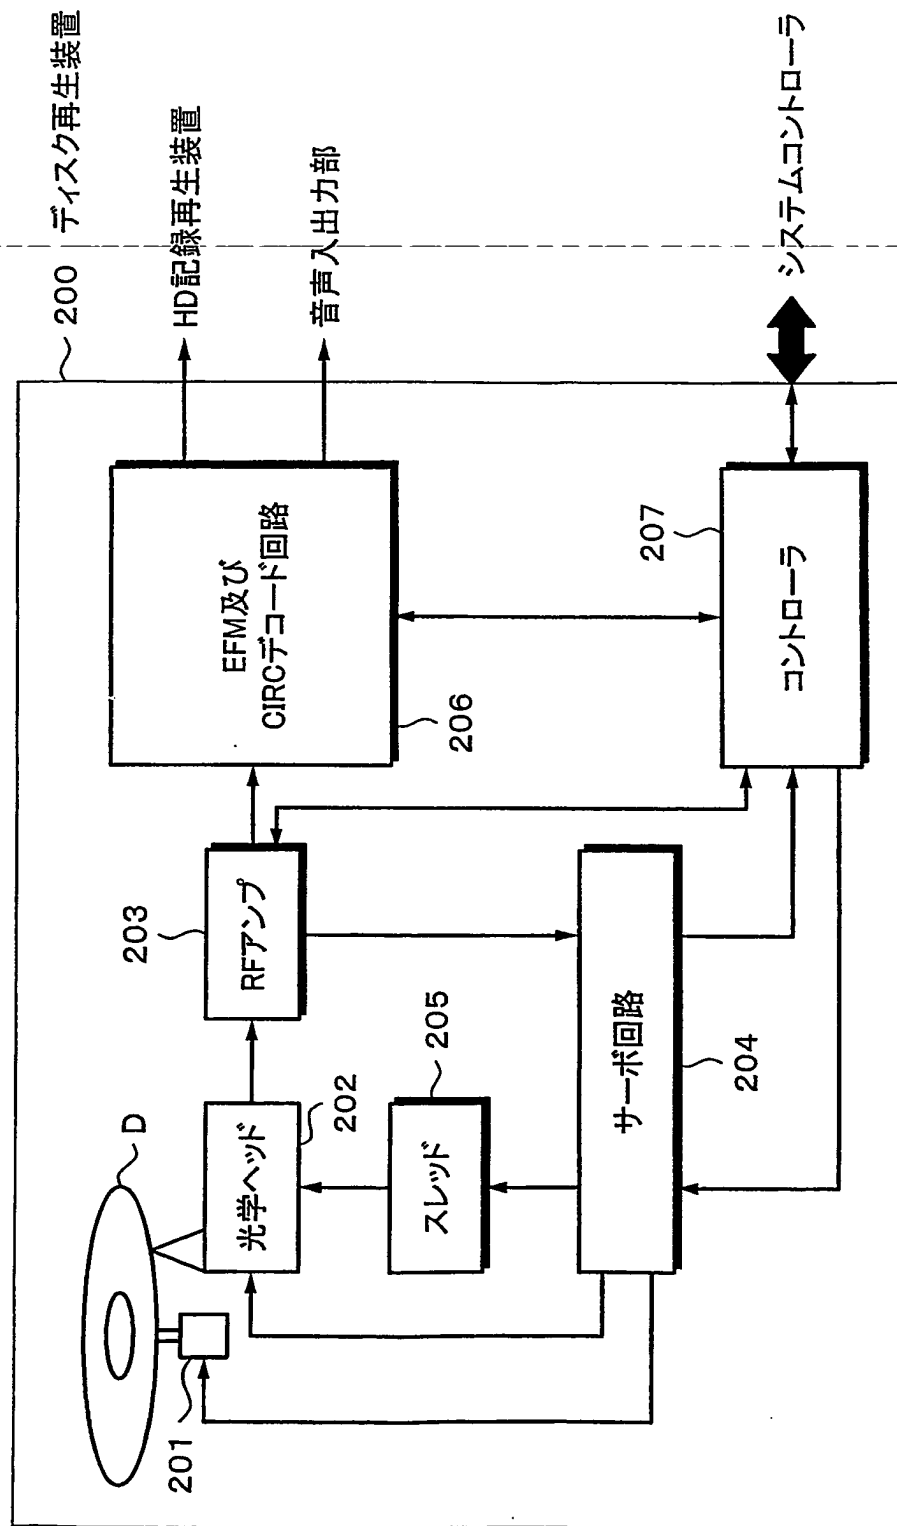 200 ディスク再生装置
HD記録再生装置
音声入出力部
システムコントローラ
EFM及び
CIRCデコード回路
206
207
コントローラ
203
RFアンプ
D
光学ヘッド
202
スレッド
205
サーボ回路
204
201